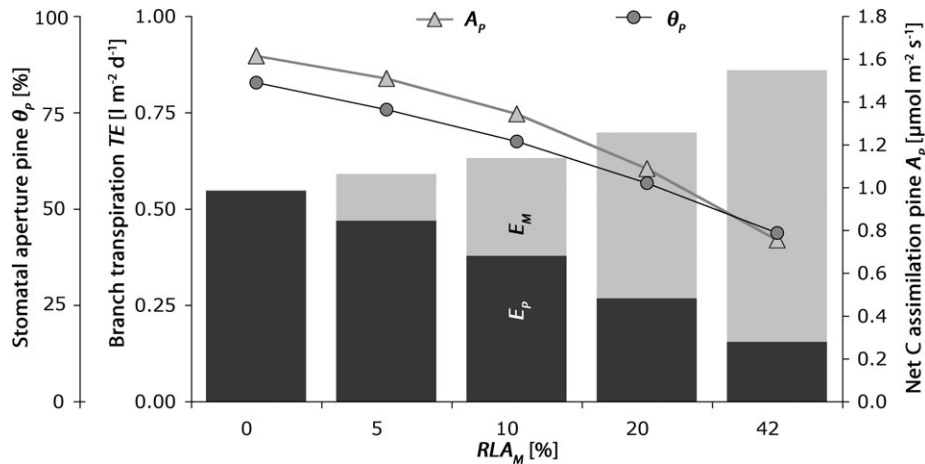 A_P
θ_P
Stomatal aperture pine θ_P [%]
100
75
50
25
0
Branch transpiration TE [l m⁻² d⁻¹]
1.00
0.75
0.50
0.25
0.00
E_M
E_P
1.8
1.6
1.4
1.2
1.0
0.8
0.6
0.4
0.2
0.0
Net C assimilation pine A_P [µmol m⁻² s⁻¹]
0 5 10 20 42
RLA_M [%]